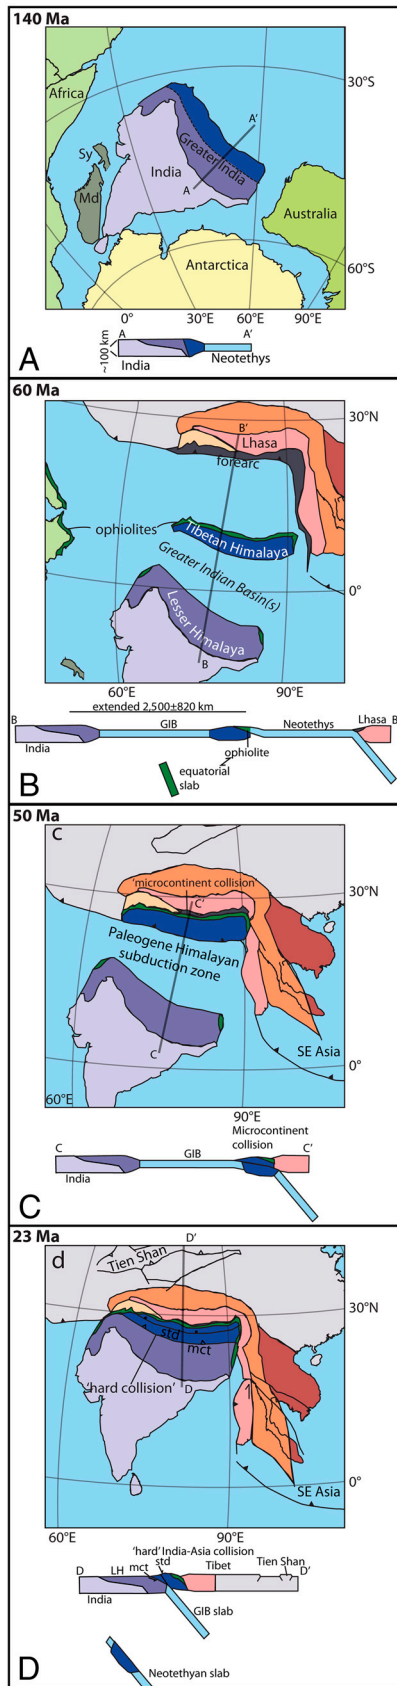 140 Ma
Africa
30°S
Sy
Md
India
Greater India
A'
A
Australia
Antarctica
60°S
0°
30°E
60°E
90°E
A
A'
~100 km
India
Neotethys
A
60 Ma
30°N
B'
Lhasa
forearc
ophiolites
Tibetan Himalaya
Greater Indian Basin(s)
0°
Lesser Himalaya
B
60°E
90°E
extended 2,500±820 km
B
GIB
Neotethys
Lhasa
B
India
ophiolite
equatorial
slab
B
50 Ma
c
'microcontinent collision
30°N
C'
Paleogene Himalayan
subduction zone
C
SE Asia
0°
60°E
90°E
Microcontinent
collision
C
GIB
C'
India
C
23 Ma
D'
d
Tien Shan
30°N
std
mct
'hard collision'
D
SE Asia
0°
60°E
90°E
'hard' India-Asia collision
D
LH
mct
std
Tibet
Tien Shan
D'
India
GIB slab
D
Neotethyan slab